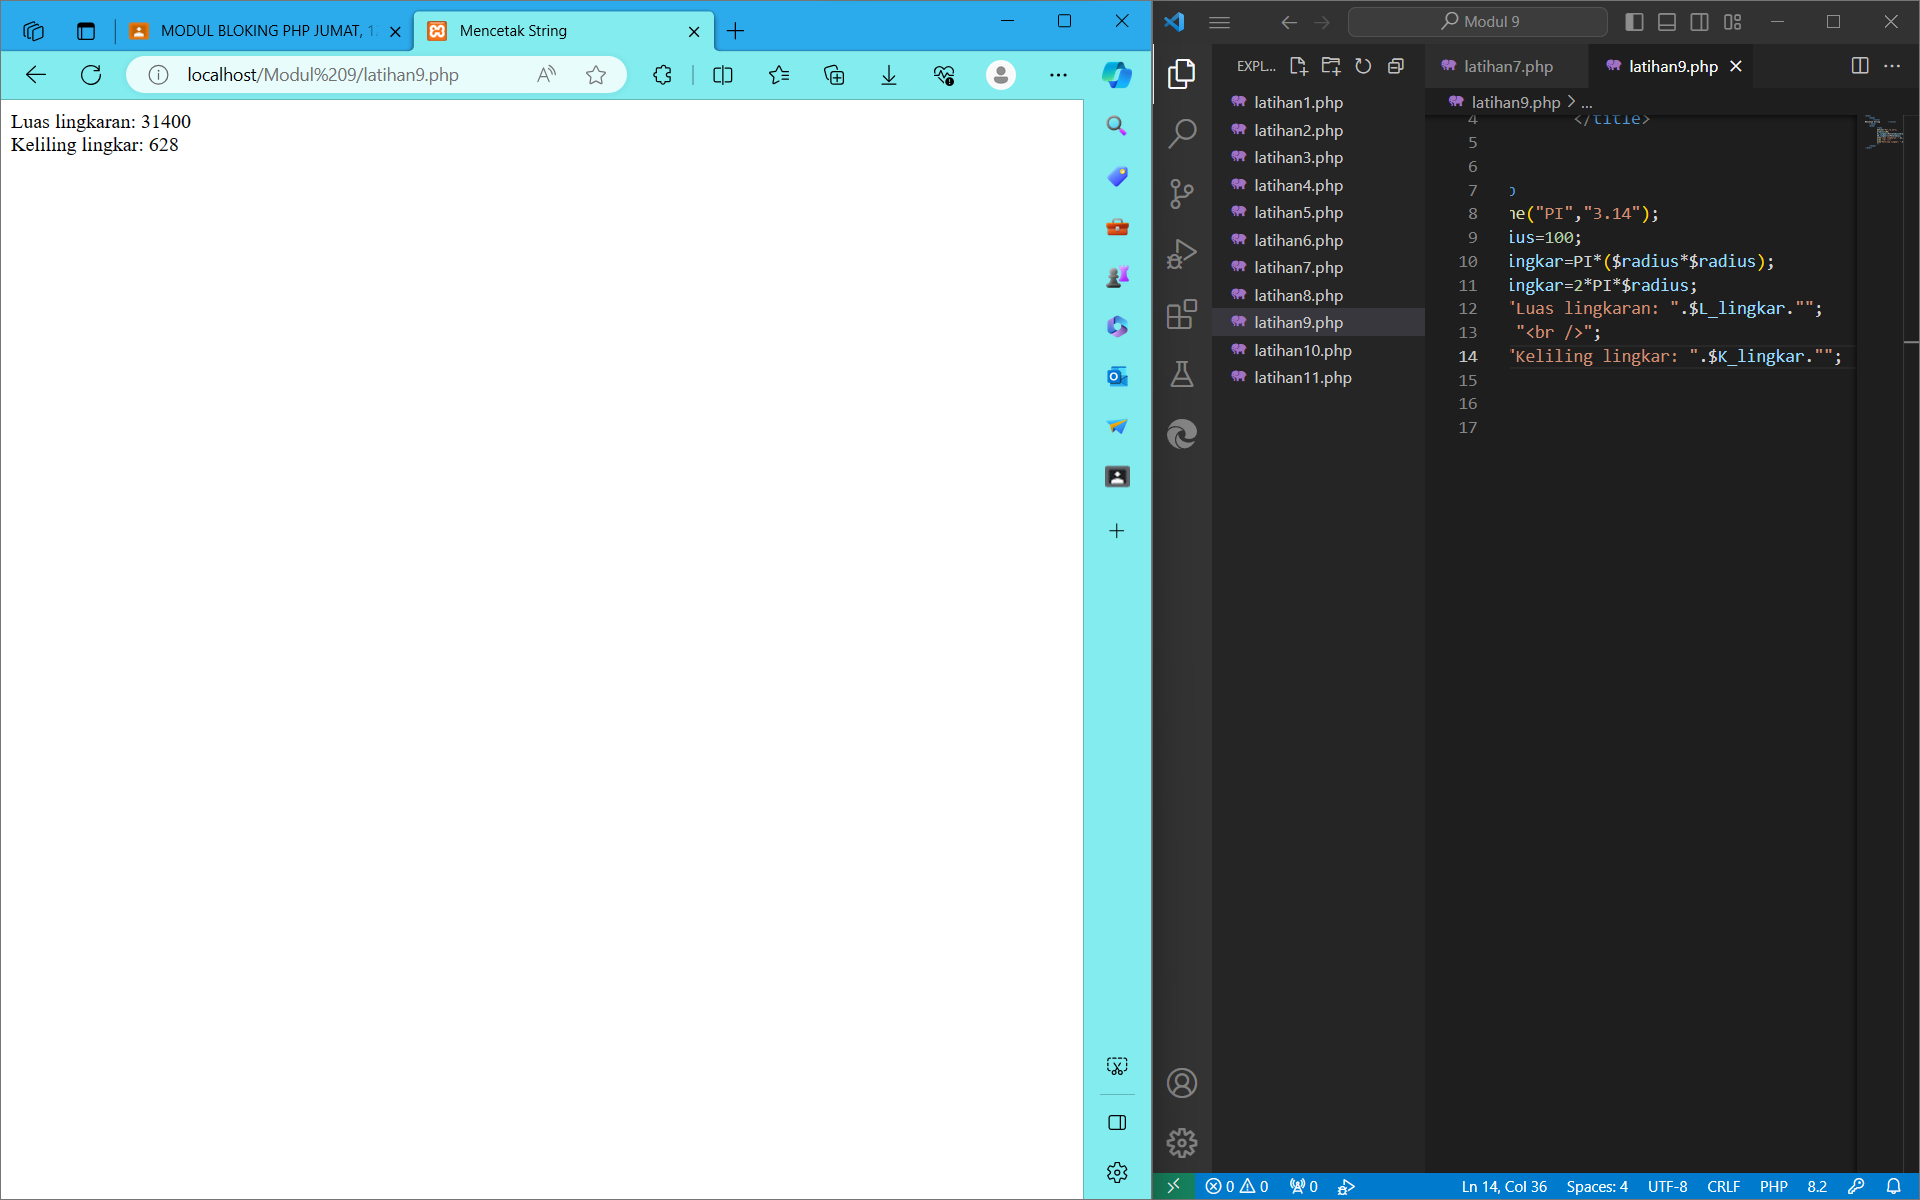 MODUL BLOKING PHP JUMAT, 1
Mencetak String
localhost/Modul%209/latihan9.php
Luas lingkaran: 31400
Keliling lingkar: 628
Modul 9
EXPL...
latihan7.php
latihan9.php
latihan9.php > ...
latihan1.php
latihan2.php
latihan3.php
latihan4.php
latihan5.php
latihan6.php
latihan7.php
latihan8.php
latihan9.php
latihan10.php
latihan11.php
4 </title>
5
6
7
8 ne("PI","3.14");
9 ius=100;
10 ingkar=PI*($radius*$radius);
11 ingkar=2*PI*$radius;
12 "Luas lingkaran: ".$L_lingkar."";
13 "<br />";
14 "Keliling lingkar: ".$K_lingkar."";
15
16
17
0 0 0
Ln 14, Col 36
Spaces: 4
UTF-8
CRLF
PHP
8.2